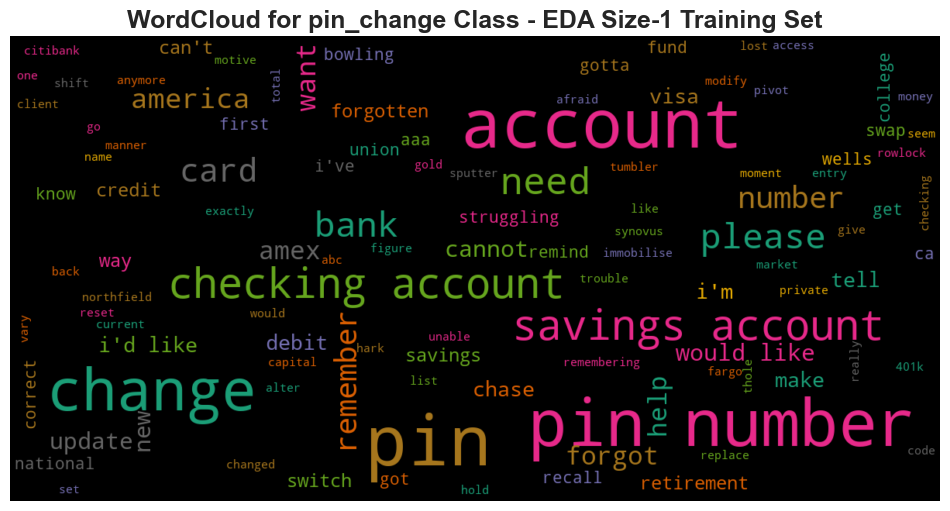 WordCloud for pin_change Class - EDA Size-1 Training Set
citibank
can't
motive
want
bowling
fund
lost
access
gotta
one
shift
anymore
total
modify
pivot
college
money
client
america
afraid
visa
first
forgotten
account
swap
seem
go
manner
name
aaa
union
i've
gold
card
sputter
tumbler
moment
entry
wells
rowlock
know
credit
need
number
checking
exactly
struggling
like
get
bank
synovus
please
give
amex
figure
cannot
remind
immobilise
ca
way
abc
back
market
tell
checking account
trouble
i'm
private
northfield
reset
would
current
vary
i'd like
debit
remember
hark
unable
savings account
savings
would like
really
capital
remembering
fargo
thole
401k
correct
change
alter
list
chase
help
make
new
pin
pin number
update
forgot
replace
code
national
changed
switch
got
recall
retirement
set
hold